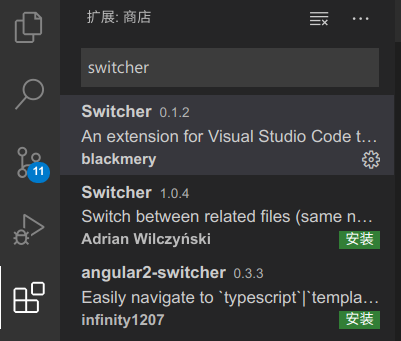 扩展: 商店
switcher
Switcher 0.1.2
An extension for Visual Studio Code t...
blackmery
11
Switcher 1.0.4
Switch between related files (same n...
Adrian Wilczyński 安装
angular2-switcher 0.3.3
Easily navigate to `typescript`|`templa...
infinity1207 安装